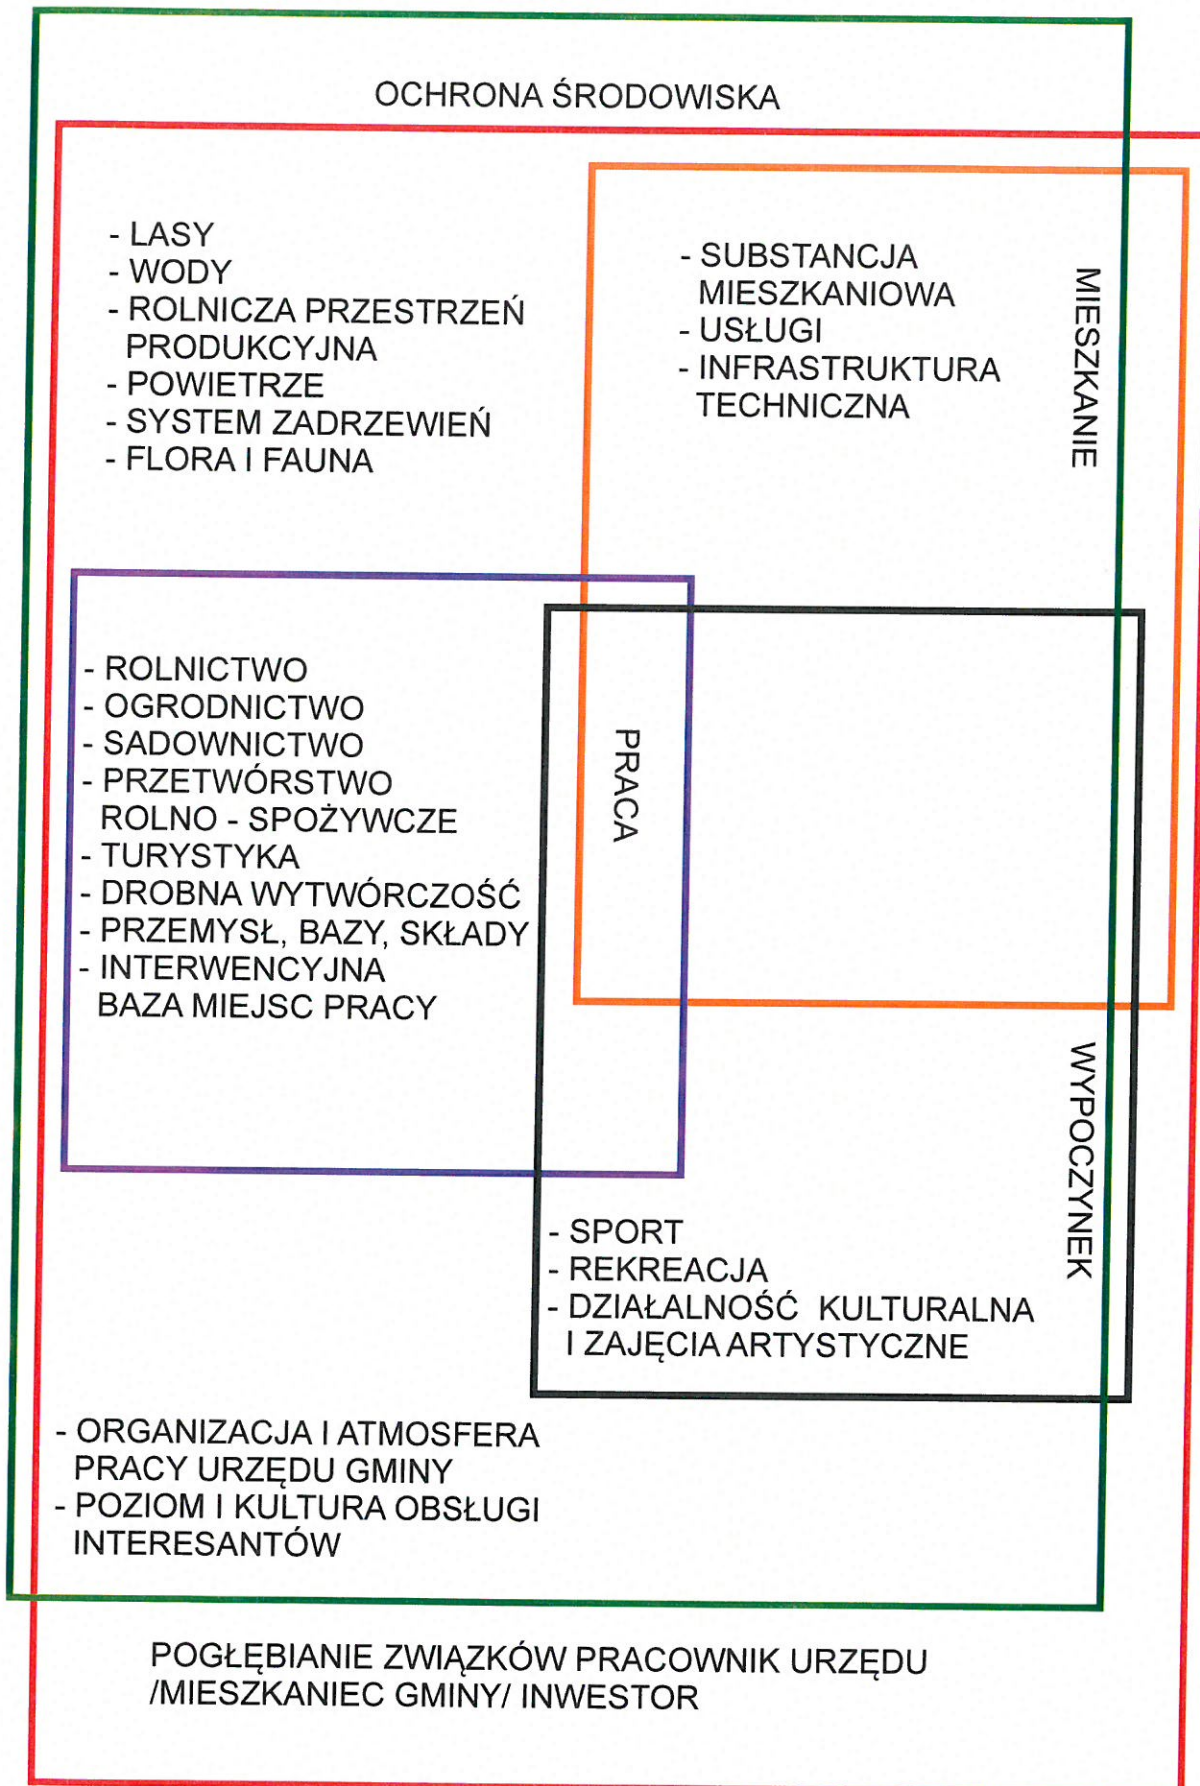 OCHRONA ŚRODOWISKA
- LASY
- WODY
- ROLNICZA PRZESTRZEŃ
PRODUKCYJNA
- POWIETRZE
- SYSTEM ZADRZEWIEŃ
- FLORA I FAUNA
- SUBSTANCJA
MIESZKANIOWA
- USŁUGI
- INFRASTRUKTURA
TECHNICZNA
MIESZKANIE
- ROLNICTWO
- OGRODNICTWO
- SADOWNICTWO
- PRZETWÓRSTWO
ROLNO - SPOŻYWCZE
- TURYSTYKA
- DROBNA WYTWÓRCZOŚĆ
- PRZEMYSŁ, BAZY, SKŁADY
- INTERWENCYJNA
BAZA MIEJSC PRACY
PRACA
WYPOCZYNEK
- SPORT
- REKREACJA
- DZIAŁALNOŚĆ KULTURALNA
I ZAJĘCIA ARTYSTYCZNE
- ORGANIZACJA I ATMOSFERA
PRACY URZĘDU GMINY
- POZIOM I KULTURA OBSŁUGI
INTERESANTÓW
POGŁĘBIANIE ZWIĄZKÓW PRACOWNIK URZĘDU
/MIESZKANIEC GMINY/ INWESTOR